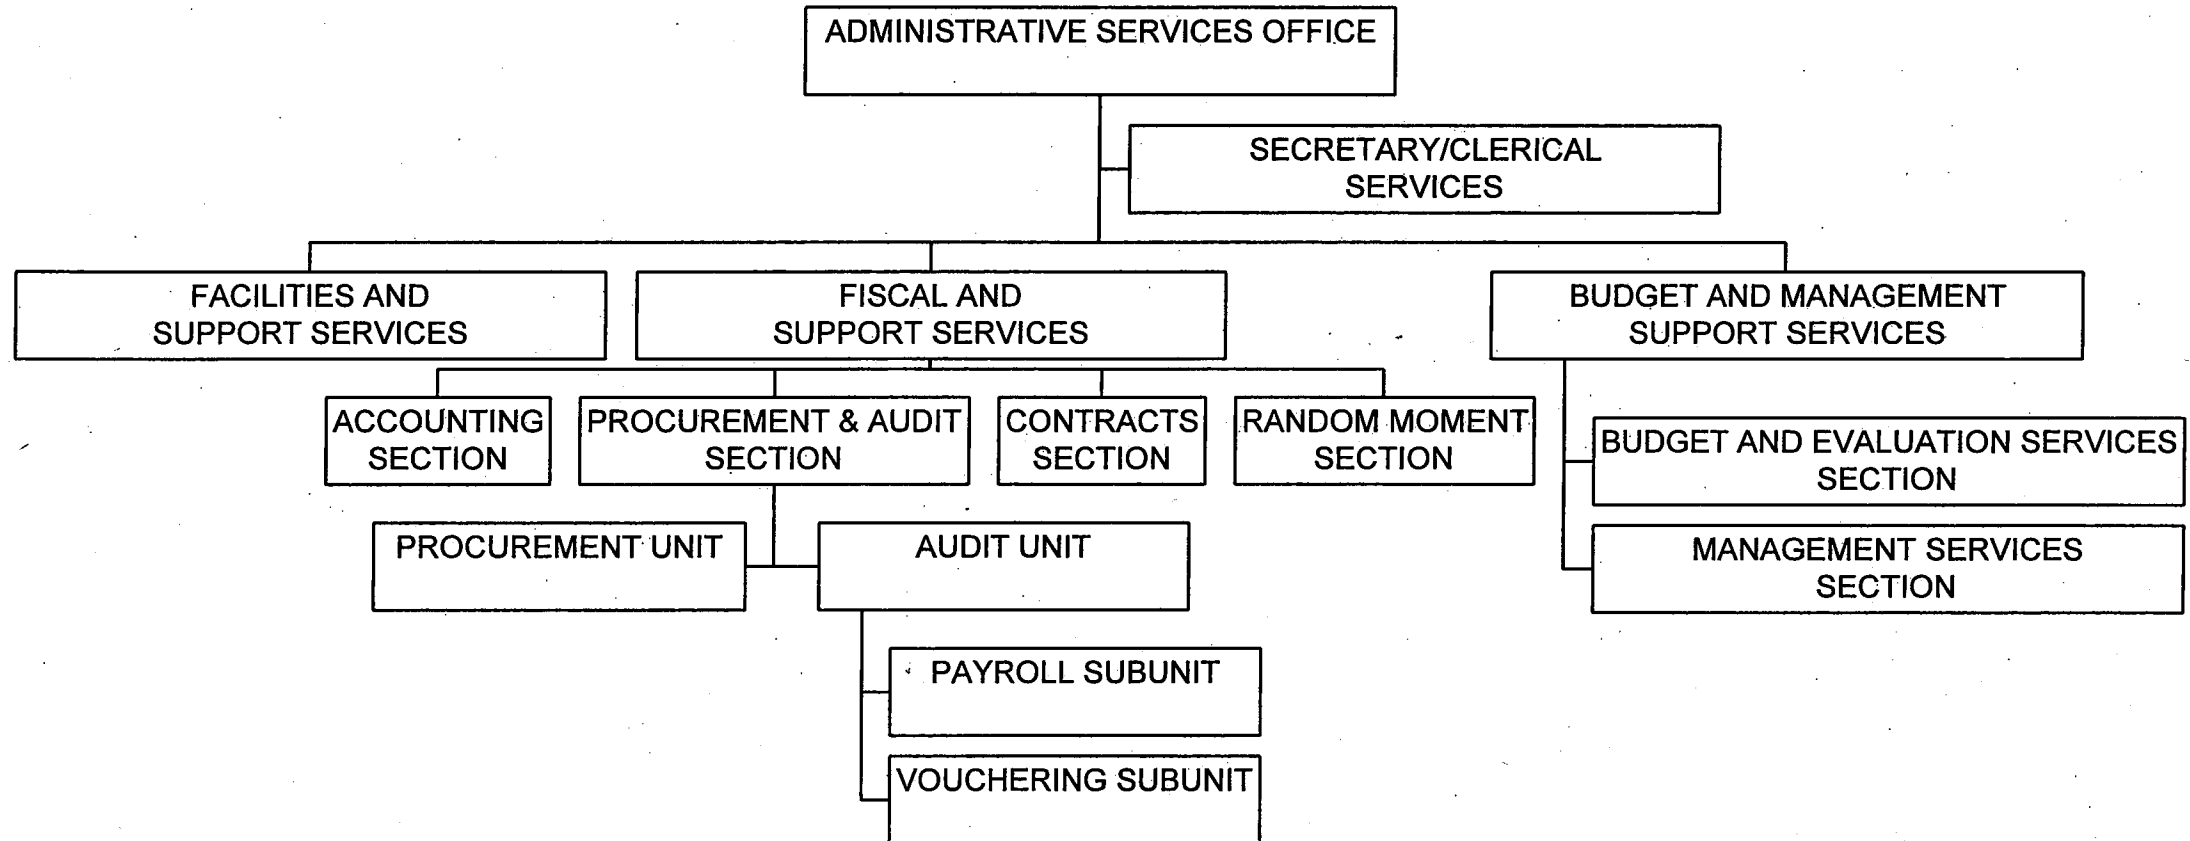 ADMINISTRATIVE SERVICES OFFICE
SECRETARY/CLERICAL
SERVICES
FACILITIES AND
SUPPORT SERVICES
FISCAL AND
SUPPORT SERVICES
BUDGET AND MANAGEMENT
SUPPORT SERVICES
ACCOUNTING
SECTION
PROCUREMENT & AUDIT
SECTION
CONTRACTS
SECTION
RANDOM MOMENT
SECTION
BUDGET AND EVALUATION SERVICES
SECTION
PROCUREMENT UNIT
AUDIT UNIT
MANAGEMENT SERVICES
SECTION
PAYROLL SUBUNIT
VOUCHERING SUBUNIT